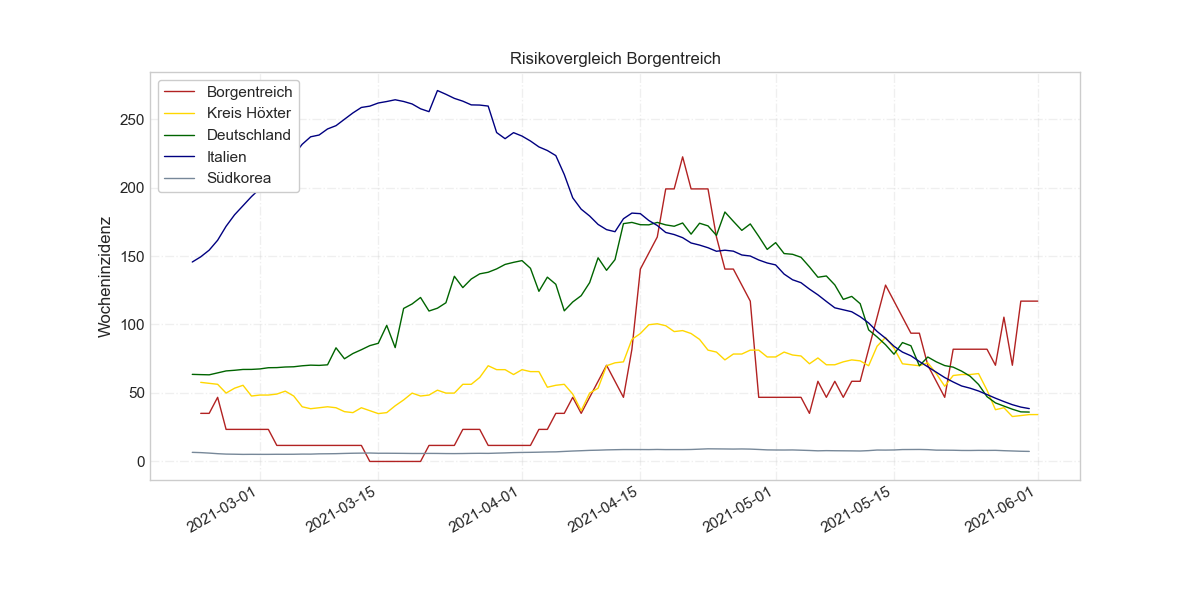 Risikovergleich Borgentreich
Borgentreich
Kreis Höxter
Deutschland
Italien
Südkorea
Wocheninzidenz
250
200
150
100
50
0
2021-03-01
2021-03-15
2021-04-01
2021-04-15
2021-05-01
2021-05-15
2021-06-01